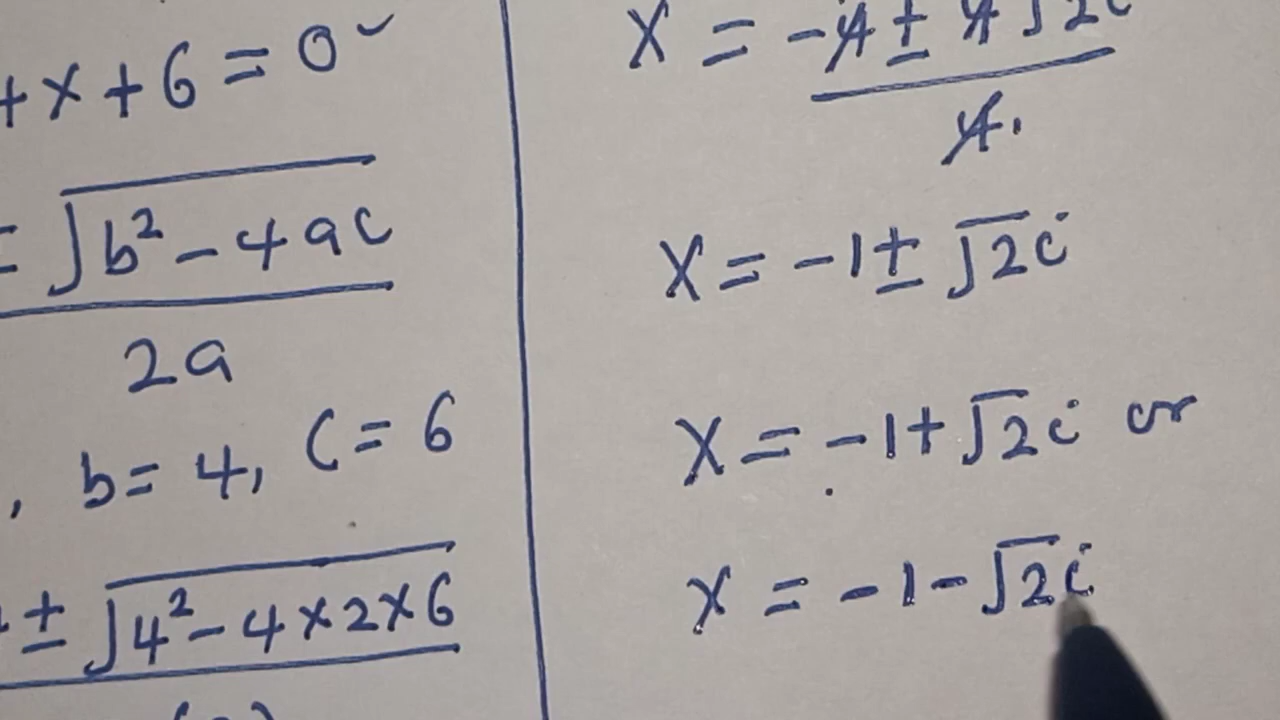 +x+6=0
= √b²-4ac
2a
, b=4, c=6
± √4²-4×2×6
x = -4 ± 4√2i
4
x = -1 ± √2i
x = -1+√2i or
x = -1-√2i